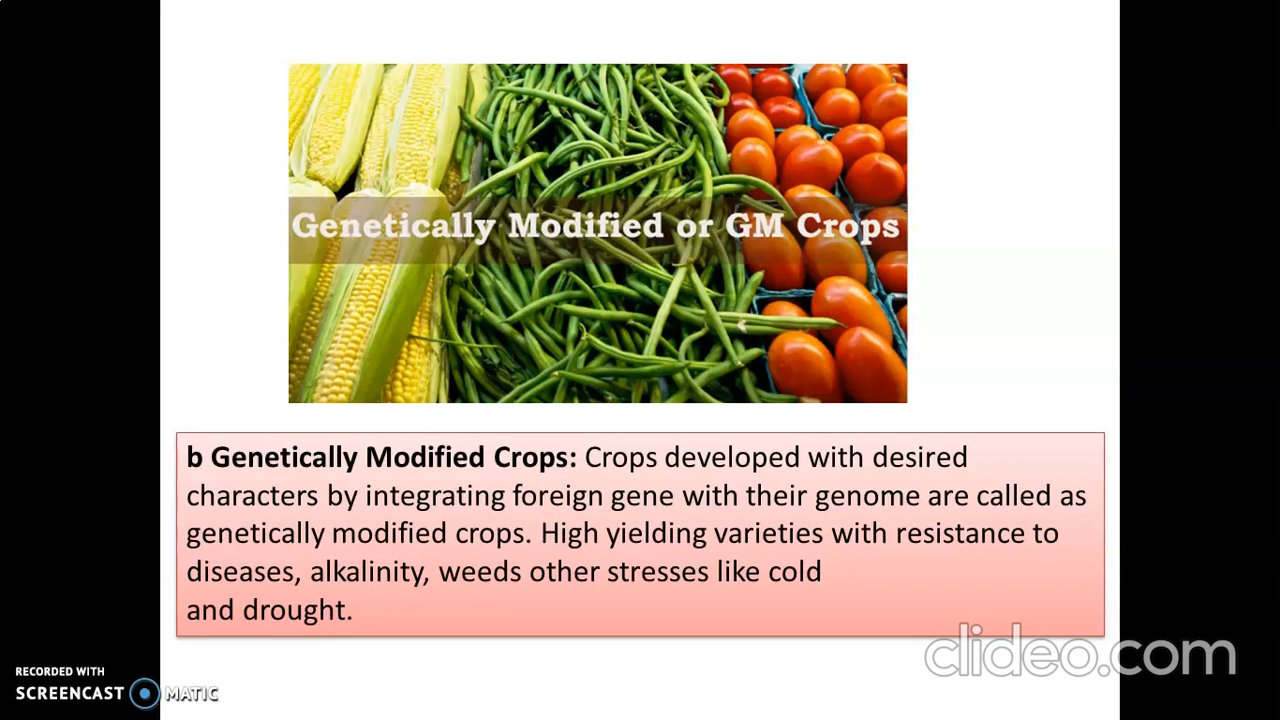 Genetically Modified or GM Crops
b Genetically Modified Crops: Crops developed with desired
characters by integrating foreign gene with their genome are called as
genetically modified crops. High yielding varieties with resistance to
diseases, alkalinity, weeds other stresses like cold
and drought.
clideo.com
RECORDED WITH
SCREENCAST MATIC